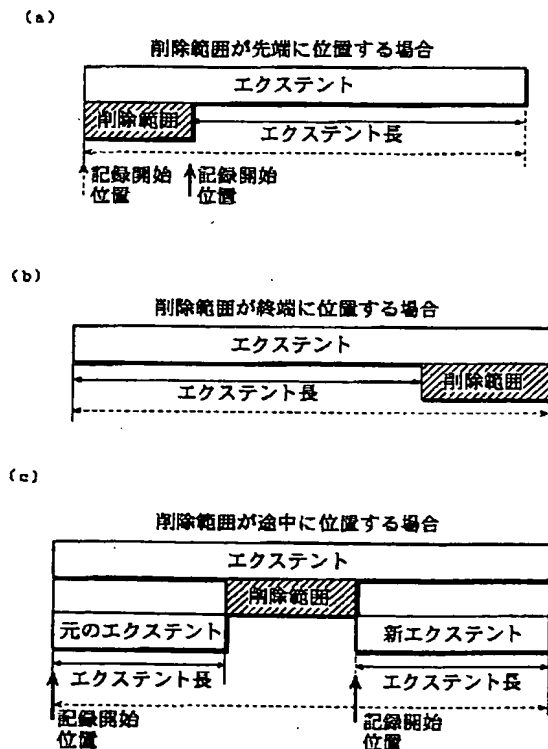 (a)
削除範囲が先端に位置する場合
エクステント
削除範囲
エクステント長
記録開始
位置
記録開始
位置
(b)
削除範囲が終端に位置する場合
エクステント
エクステント長
削除範囲
(c)
削除範囲が途中に位置する場合
エクステント
削除範囲
元のエクステント
新エクステント
エクステント長
エクステント長
記録開始
位置
記録開始
位置